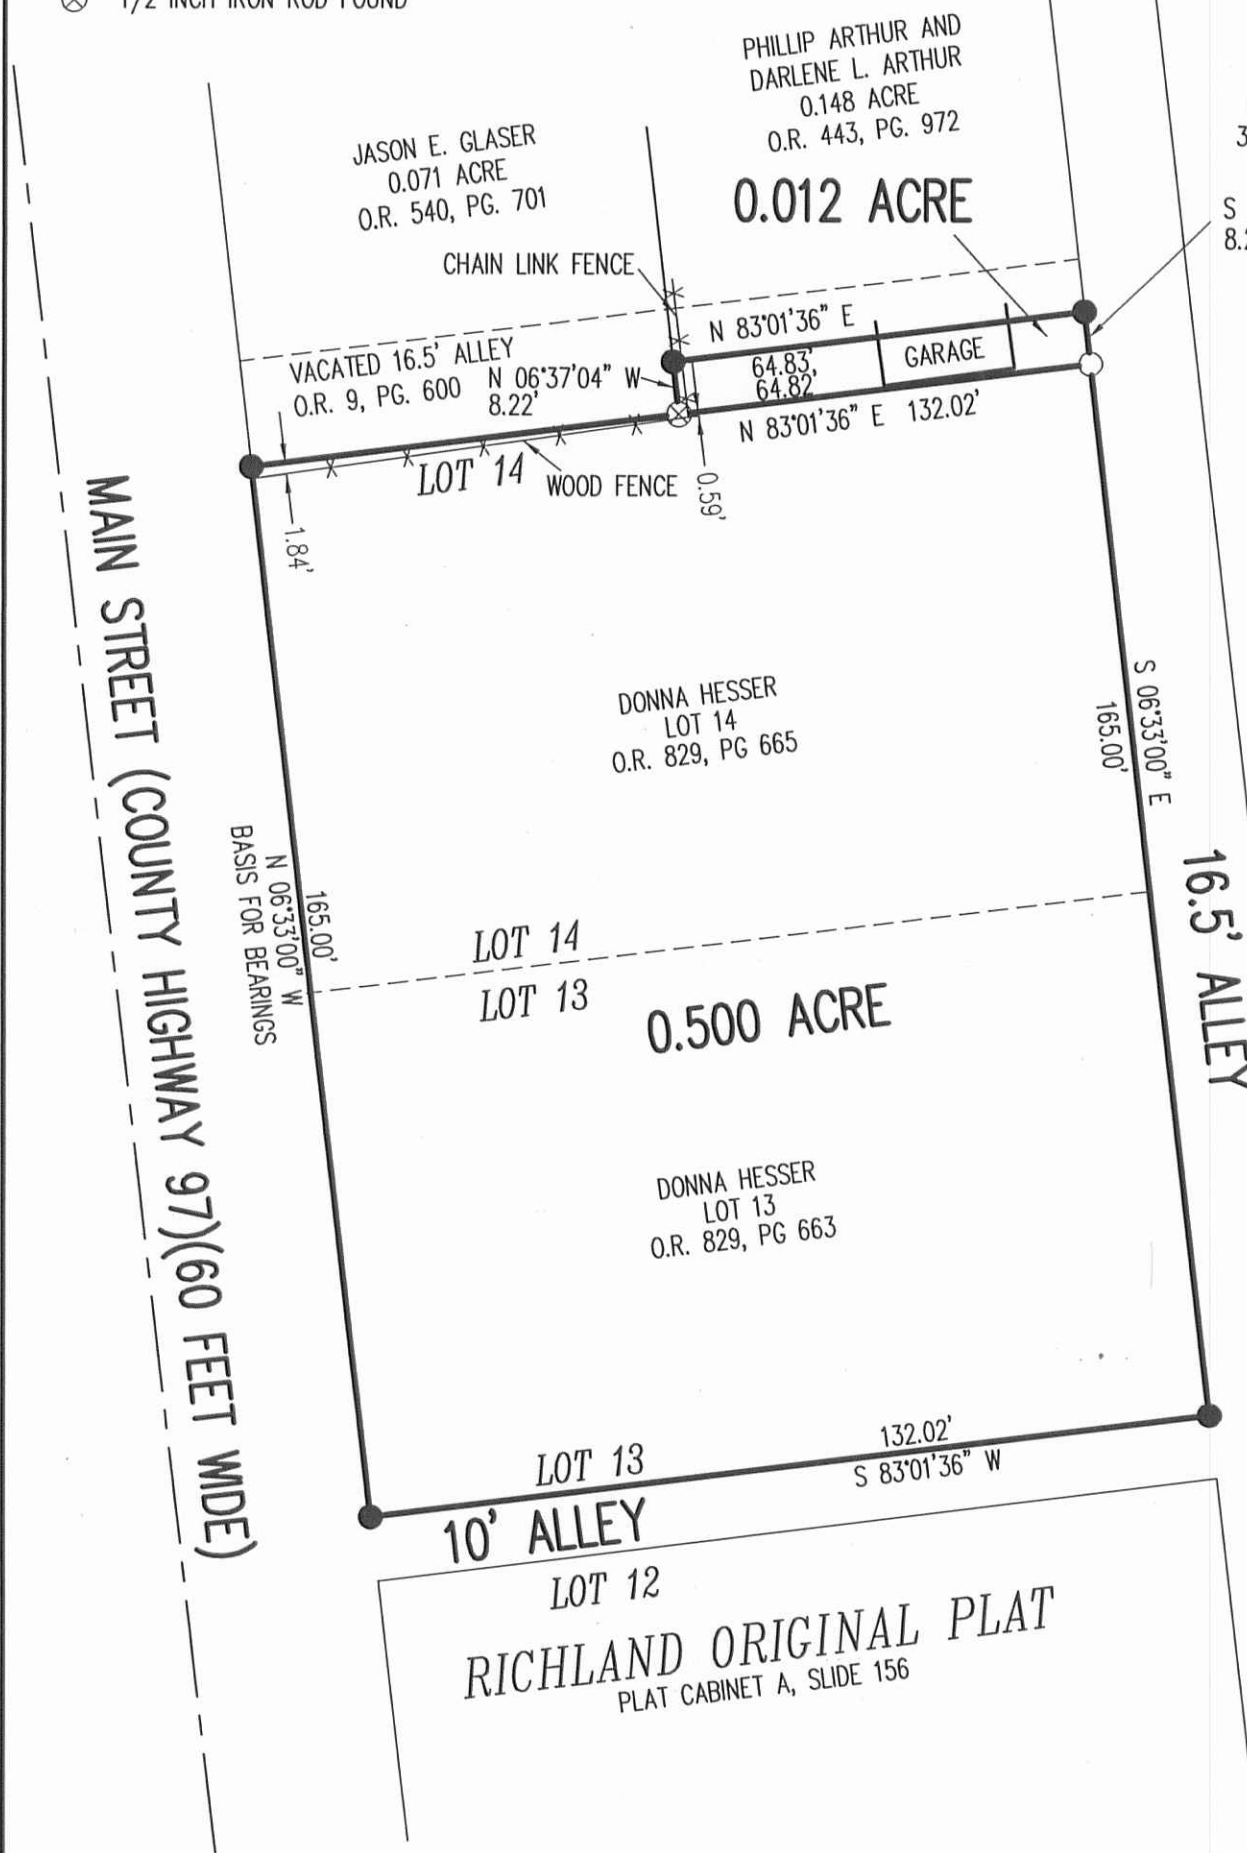 1/2 INCH IRON ROD FOUND
PHILLIP ARTHUR AND
DARLENE L. ARTHUR
0.148 ACRE
O.R. 443, PG. 972
JASON E. GLASER
0.071 ACRE
O.R. 540, PG. 701
0.012 ACRE
3
S
8.2
CHAIN LINK FENCE
N 83°01'36" E
VACATED 16.5' ALLEY
O.R. 9, PG. 600
N 06°37'04" W
8.22'
64.83'
64.82
GARAGE
N 83°01'36" E 132.02'
LOT 14
WOOD FENCE
0.59'
1.84'
MAIN STREET (COUNTY HIGHWAY 97)(60 FEET WIDE)
DONNA HESSER
LOT 14
O.R. 829, PG 665
S 06°33'00" E
165.00'
16.5' ALLEY
165.00'
N 06°33'00" W
BASIS FOR BEARINGS
LOT 14
LOT 13
0.500 ACRE
DONNA HESSER
LOT 13
O.R. 829, PG 663
LOT 13
132.02'
S 83°01'36" W
10' ALLEY
LOT 12
RICHLAND ORIGINAL PLAT
PLAT CABINET A, SLIDE 156